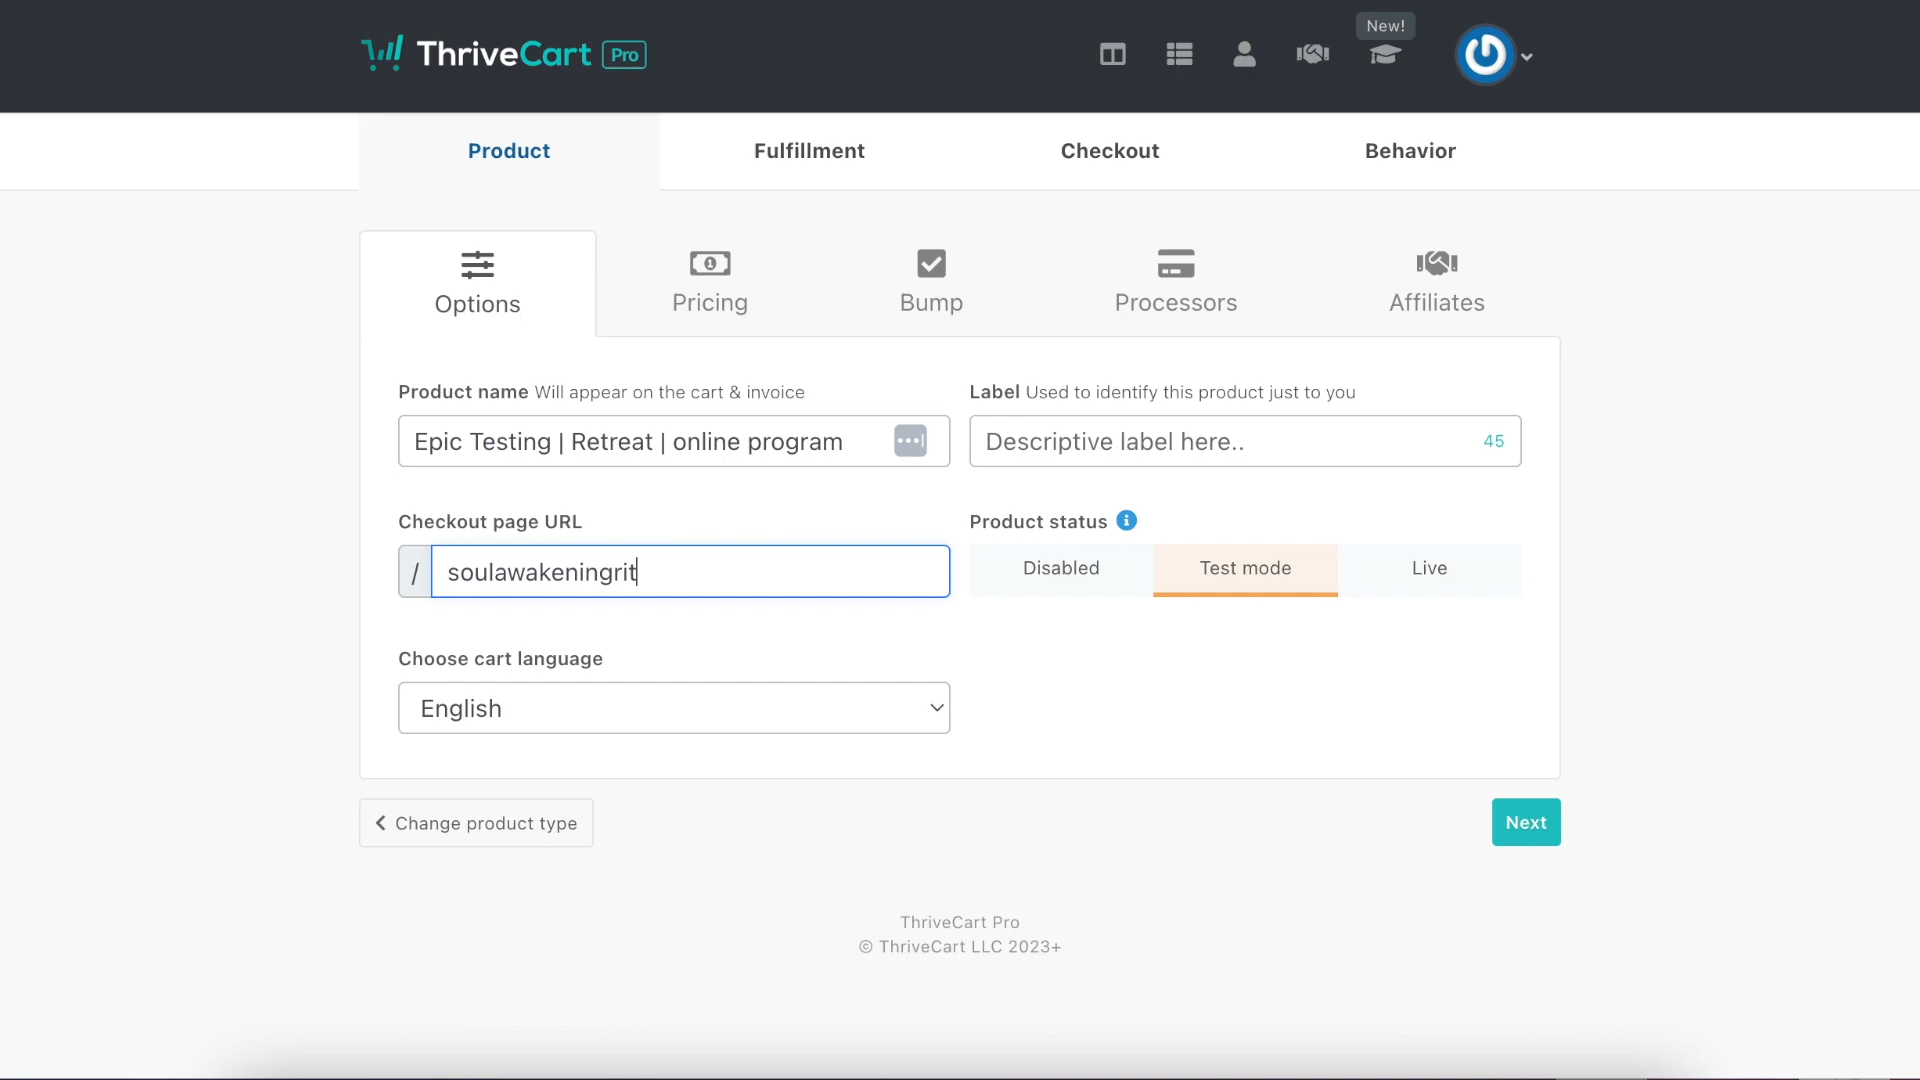 ThriveCart Pro
New!
Product Fulfillment Checkout Behavior
Options Pricing Bump Processors Affiliates
Product name Will appear on the cart & invoice
Label Used to identify this product just to you
Epic Testing | Retreat | online program
Descriptive label here.. 45
Checkout page URL
Product status
/ soulawakeningrit
Disabled Test mode Live
Choose cart language
English
Change product type
Next
ThriveCart Pro
© ThriveCart LLC 2023+